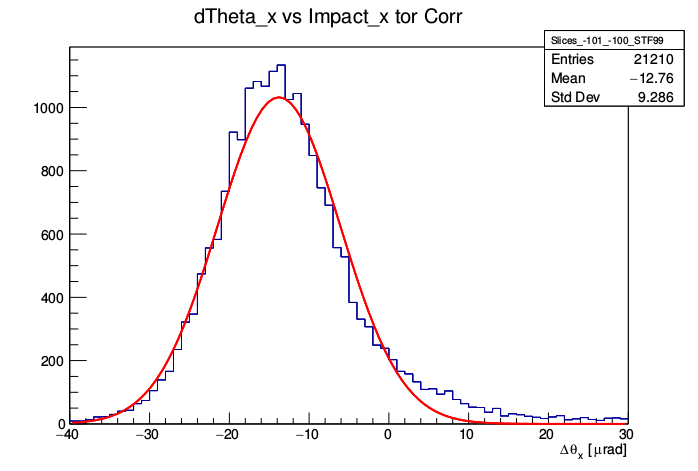 dTheta_x vs Impact_x tor Corr
Slices_-101_-100_STF99
Entries 21210
Mean −12.76
Std Dev 9.286
1000
800
600
400
200
0
−40 −30 −20 −10 0 10 20 30
Δθx [μrad]